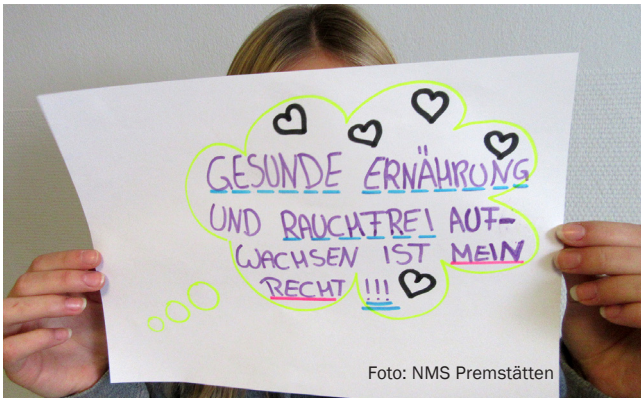 GESUNDE ERNÄHRUNG
UND RAUCHFREI AUF-
WACHSEN IST MEIN
RECHT !!!
Foto: NMS Premstätten